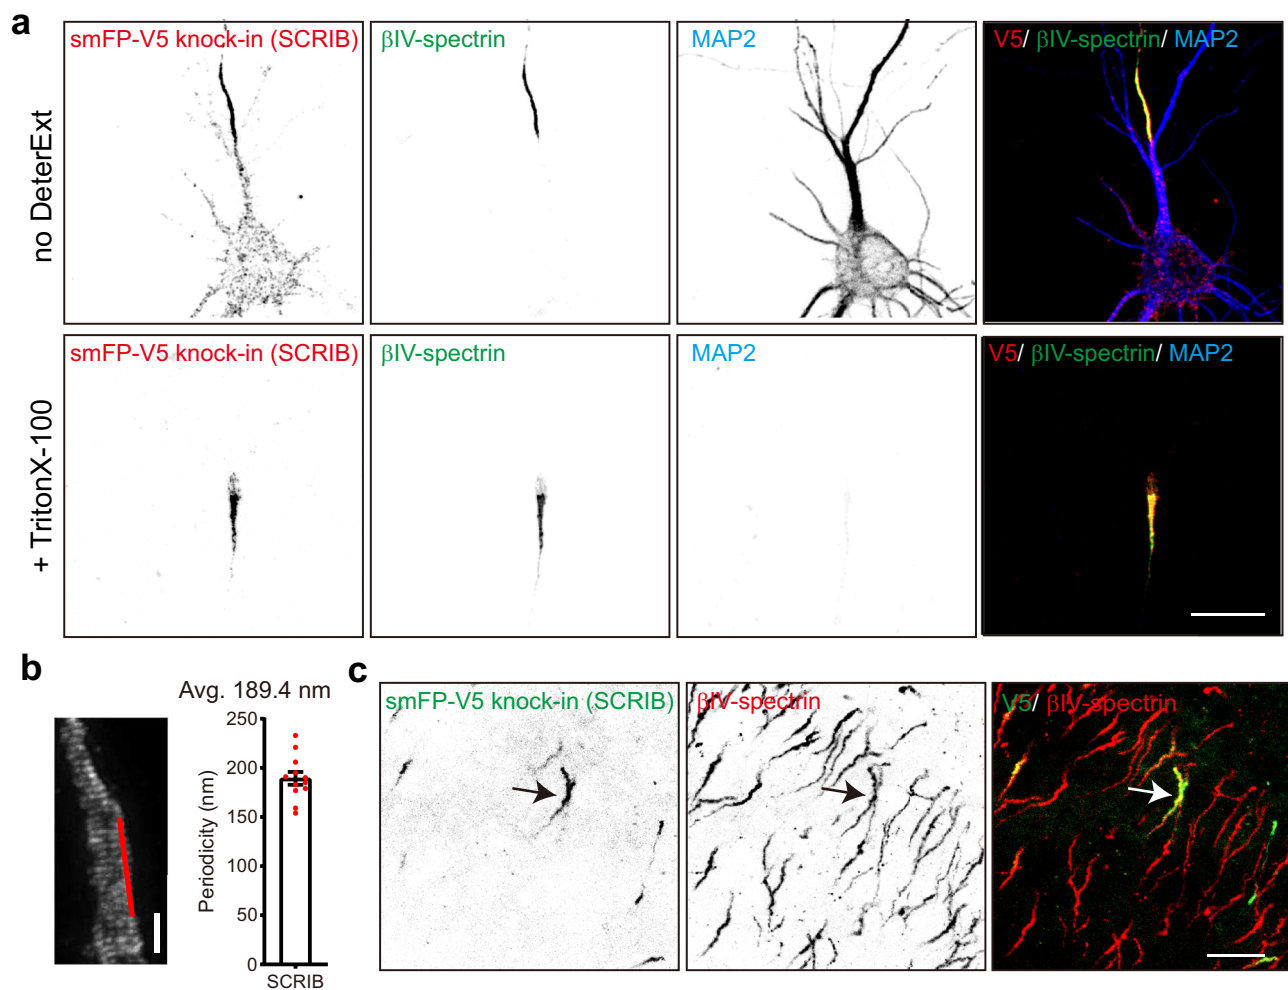 a
smFP-V5 knock-in (SCRIB)
βIV-spectrin
MAP2
V5/ βIV-spectrin/ MAP2
no DeterExt
smFP-V5 knock-in (SCRIB)
βIV-spectrin
MAP2
V5/ βIV-spectrin/ MAP2
+ TritonX-100
b
Avg. 189.4 nm
250
200
150
100
50
0
Periodicity (nm)
SCRIB
c
smFP-V5 knock-in (SCRIB)
βIV-spectrin
V5/ βIV-spectrin